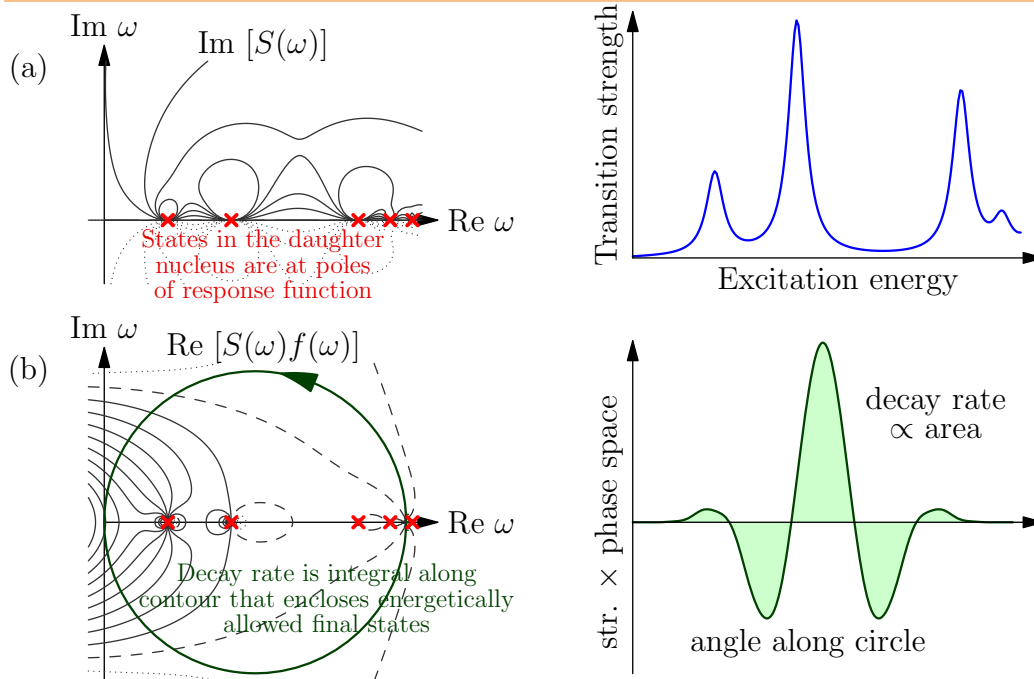 (a)
Im ω
Im [S(ω)]
Re ω
States in the daughter
nucleus are at poles
of response function
Transition strength
Excitation energy
(b)
Im ω
Re [S(ω)f(ω)]
Re ω
Decay rate is integral along
contour that encloses energetically
allowed final states
str. × phase space
decay rate
∝ area
angle along circle